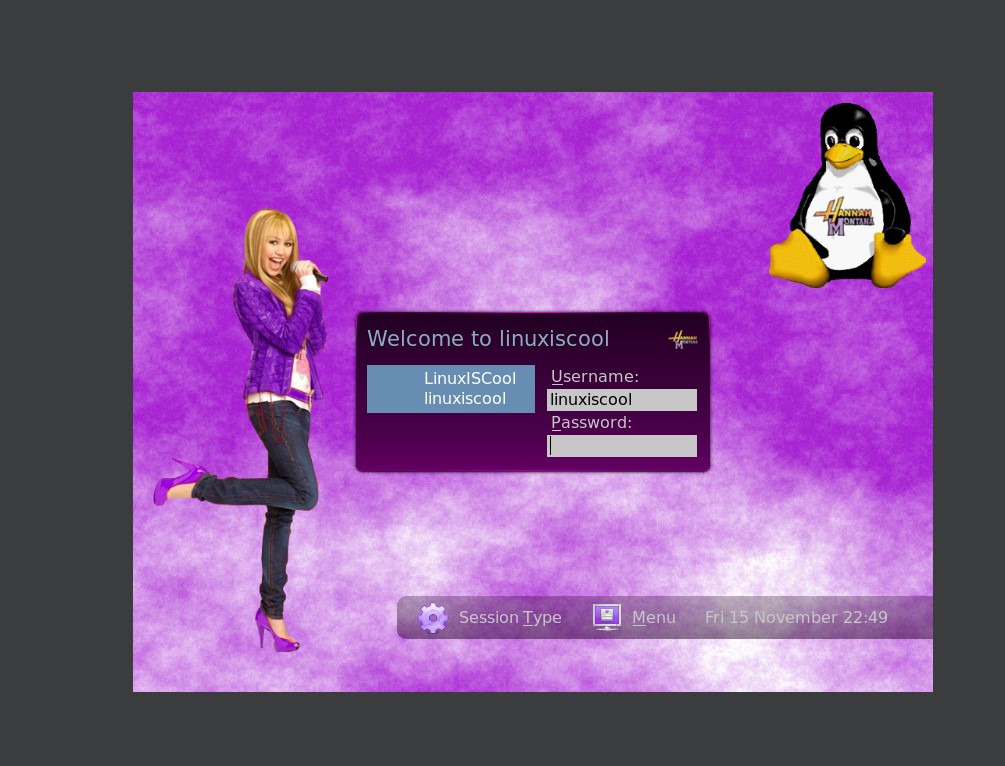 HANNAH
MONTANA
Welcome to linuxiscool
HANNAH
MONTANA
LinuxISCool
linuxiscool
Username:
linuxiscool
Password:
Session Type
Menu
Fri 15 November 22:49